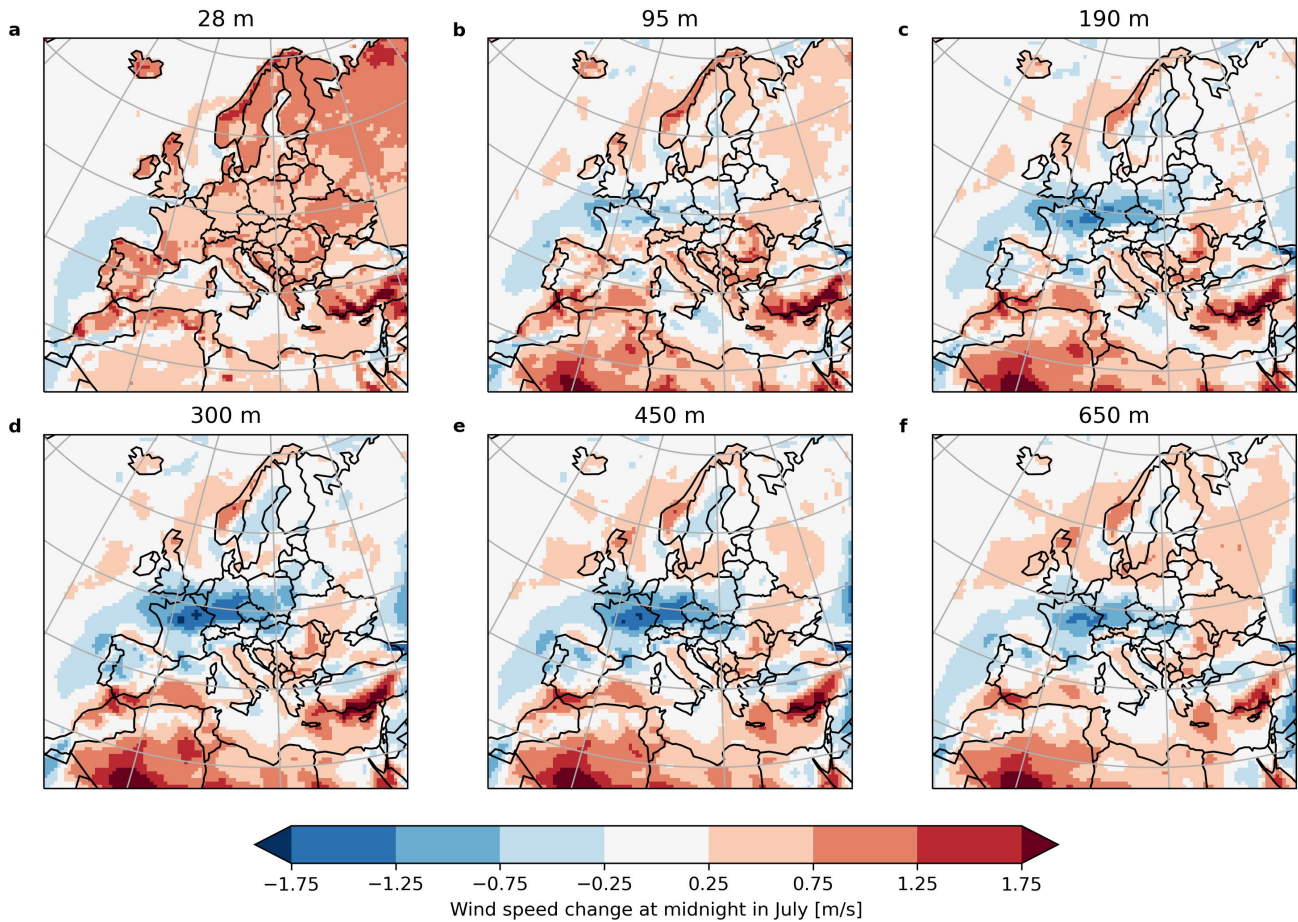 a 28 m
b 95 m
c 190 m
d 300 m
e 450 m
f 650 m
−1.75 −1.25 −0.75 −0.25 0.25 0.75 1.25 1.75
Wind speed change at midnight in July [m/s]